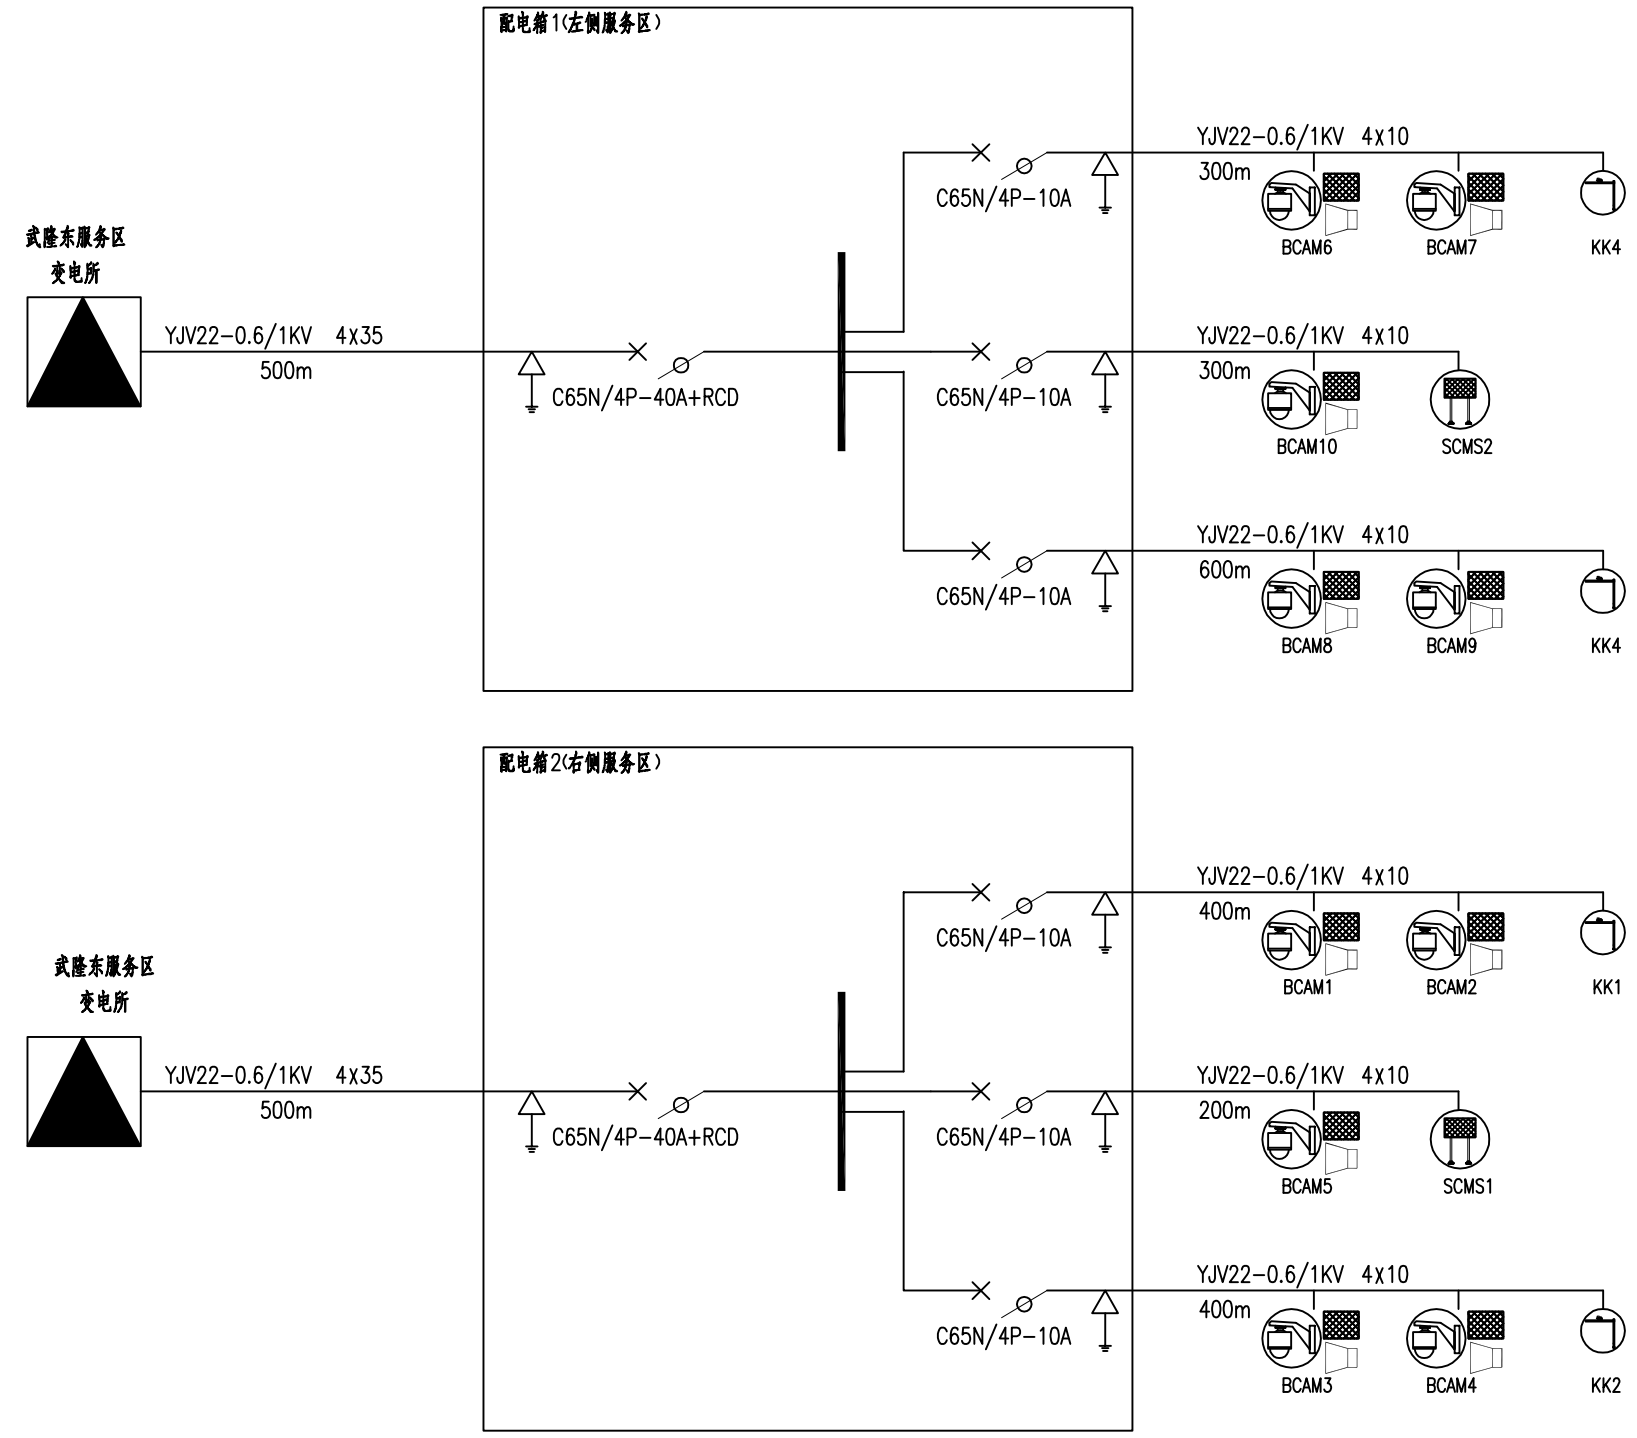 配电箱1(左侧服务区)
YJV22-0.6/1KV 4x10
300m
C65N/4P-10A
BCAM6
BCAM7
KK4
武隆东服务区
变电所
YJV22-0.6/1KV 4x35
500m
C65N/4P-40A+RCD
YJV22-0.6/1KV 4x10
300m
C65N/4P-10A
BCAM10
SCMS2
YJV22-0.6/1KV 4x10
600m
C65N/4P-10A
BCAM8
BCAM9
KK4
配电箱2(右侧服务区)
YJV22-0.6/1KV 4x10
400m
C65N/4P-10A
BCAM1
BCAM2
KK1
武隆东服务区
变电所
YJV22-0.6/1KV 4x35
500m
C65N/4P-40A+RCD
YJV22-0.6/1KV 4x10
200m
C65N/4P-10A
BCAM5
SCMS1
YJV22-0.6/1KV 4x10
400m
C65N/4P-10A
BCAM3
BCAM4
KK2